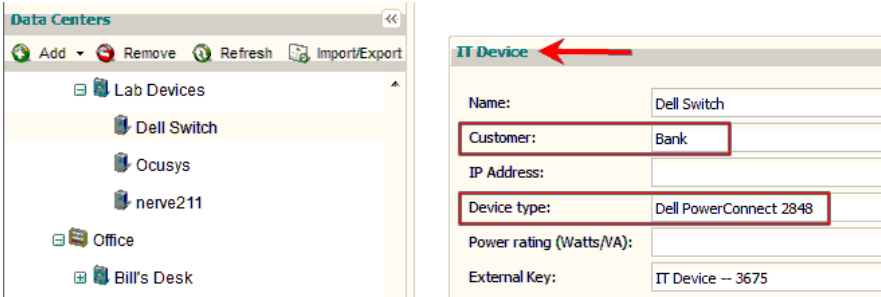 Data Centers
Add Remove Refresh Import/Export
Lab Devices
Dell Switch
Ocusys
nerve211
Office
Bill's Desk
IT Device
Name: Dell Switch
Customer: Bank
IP Address:
Device type: Dell PowerConnect 2848
Power rating (Watts/VA):
External Key: IT Device -- 3675